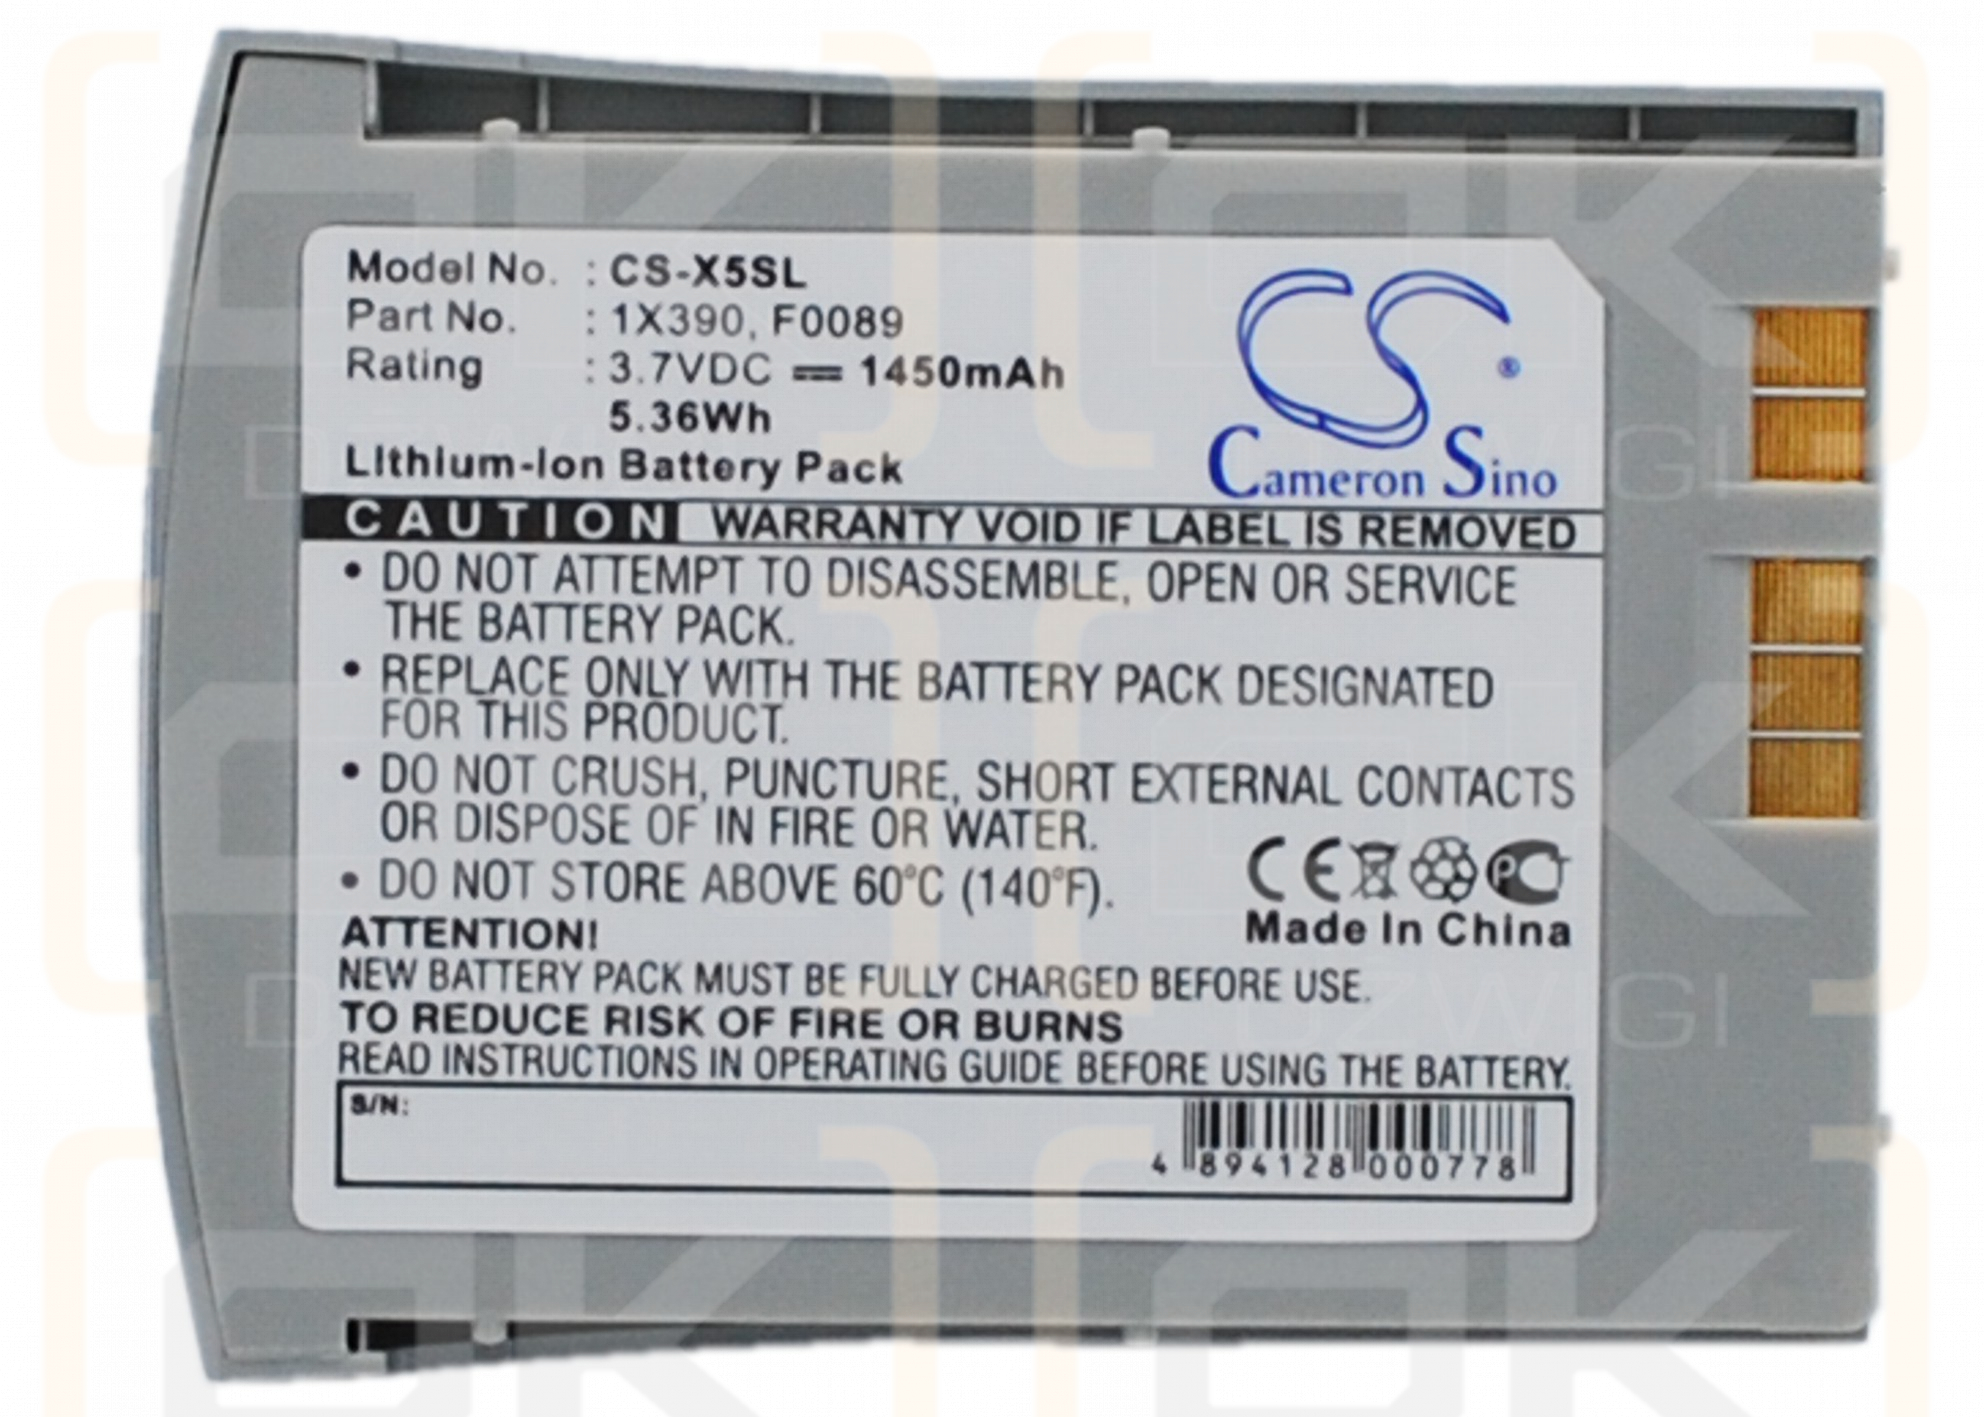 Model No. : CS-X5SL
Part No. : 1X390, F0089
Rating : 3.7VDC ⎓ 1450mAh
5.36Wh
Lithium-Ion Battery Pack
CS ®
Cameron Sino
CAUTION WARRANTY VOID IF LABEL IS REMOVED
• DO NOT ATTEMPT TO DISASSEMBLE, OPEN OR SERVICE
THE BATTERY PACK.
• REPLACE ONLY WITH THE BATTERY PACK DESIGNATED
FOR THIS PRODUCT.
• DO NOT CRUSH, PUNCTURE, SHORT EXTERNAL CONTACTS
OR DISPOSE OF IN FIRE OR WATER.
• DO NOT STORE ABOVE 60°C (140°F).
CE
Made In China
ATTENTION!
NEW BATTERY PACK MUST BE FULLY CHARGED BEFORE USE.
TO REDUCE RISK OF FIRE OR BURNS
READ INSTRUCTIONS IN OPERATING GUIDE BEFORE USING THE BATTERY.
S/N:
4 894128 000778